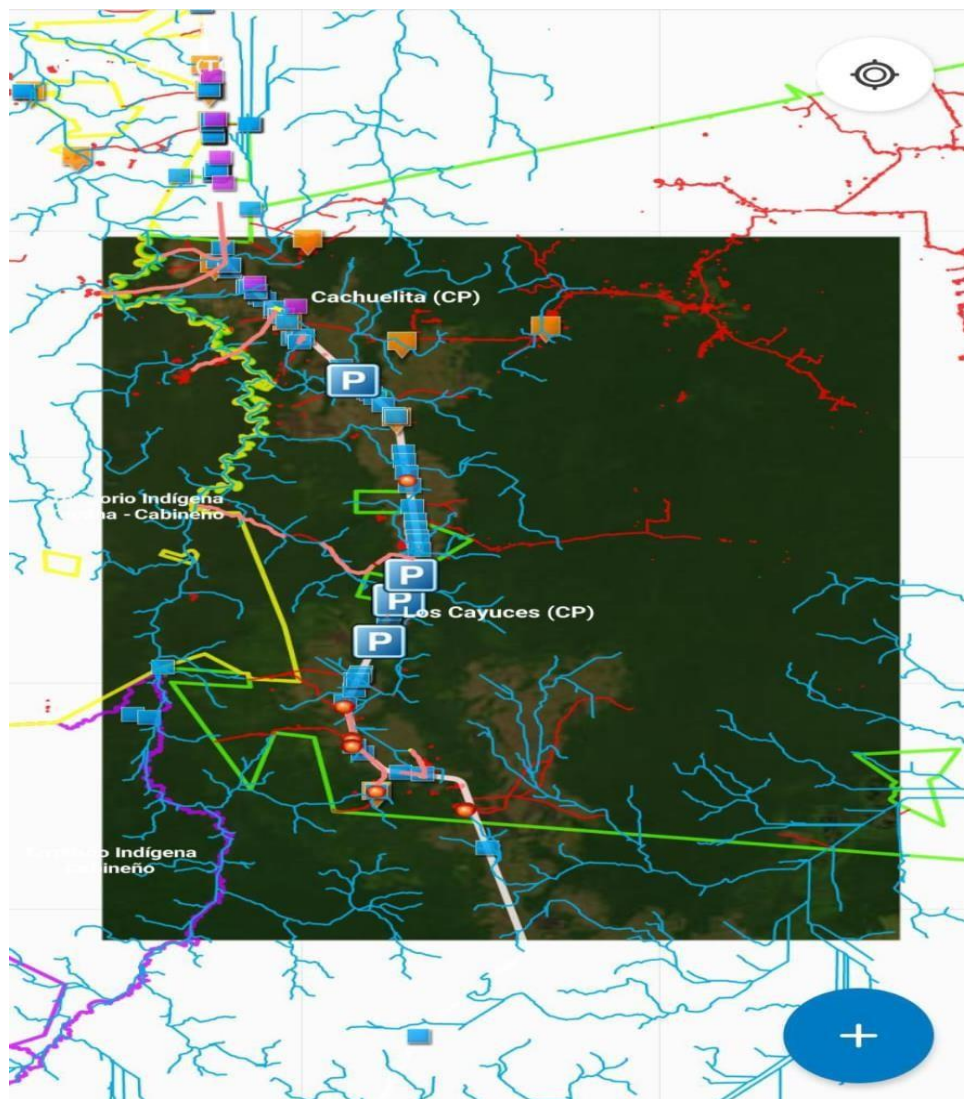 Cachuelita (CP)
P
Indígena
- Cabineño
P
P
Los Cayuces (CP)
P
Indígena